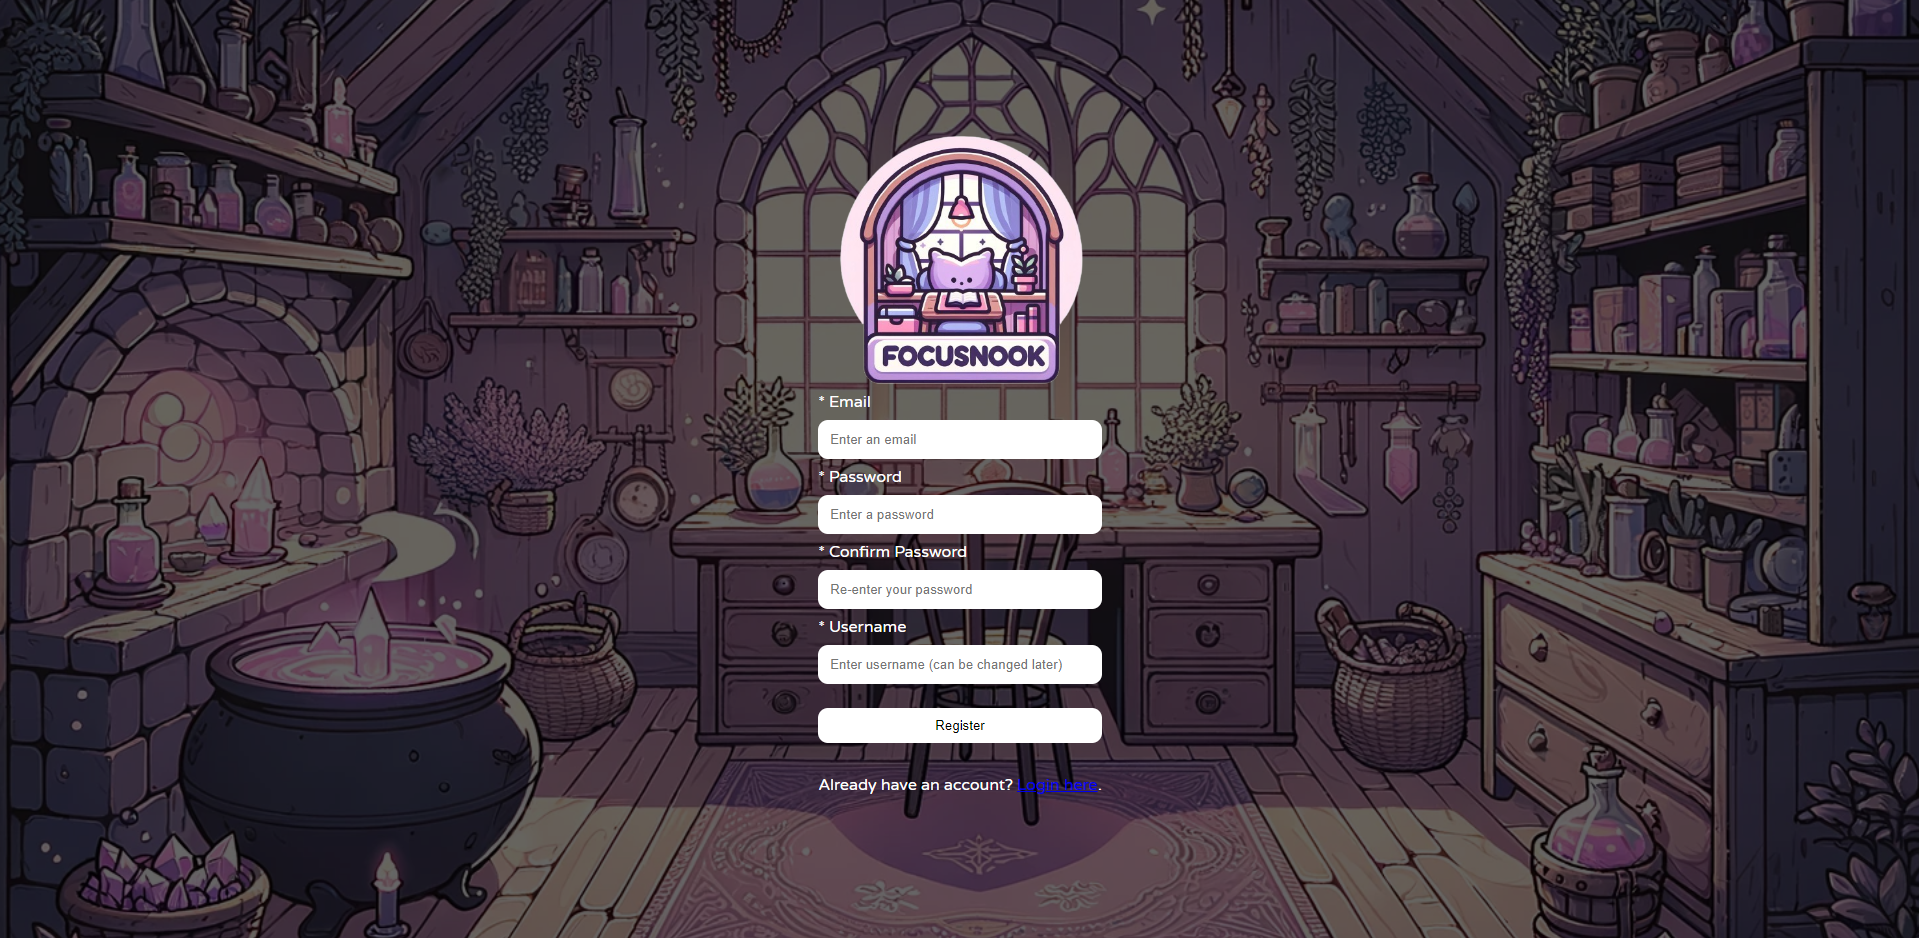 FOCUSNOOK
* Email
Enter an email
* Password
Enter a password
* Confirm Password
Re-enter your password
* Username
Enter username (can be changed later)
Register
Already have an account? Login here.